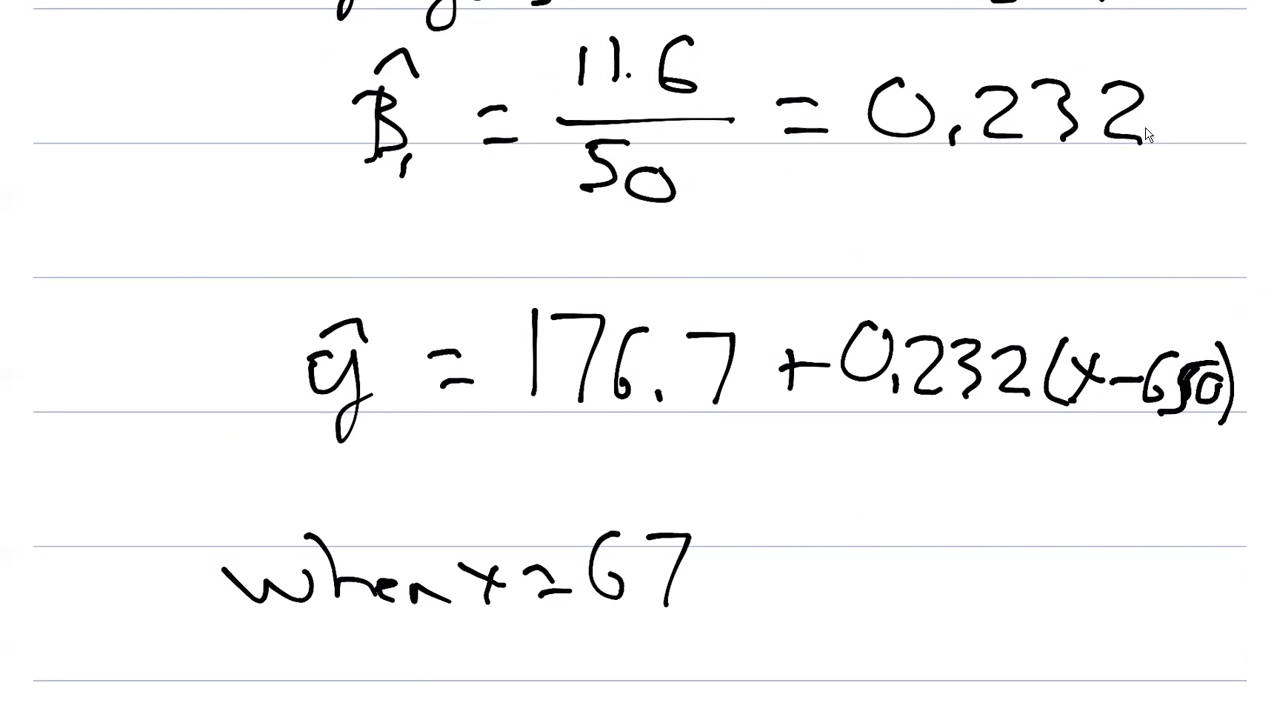 B̂₁ = 11.6 / 50 = 0.232
ŷ = 176.7 + 0.232(x-650)
when x = 67